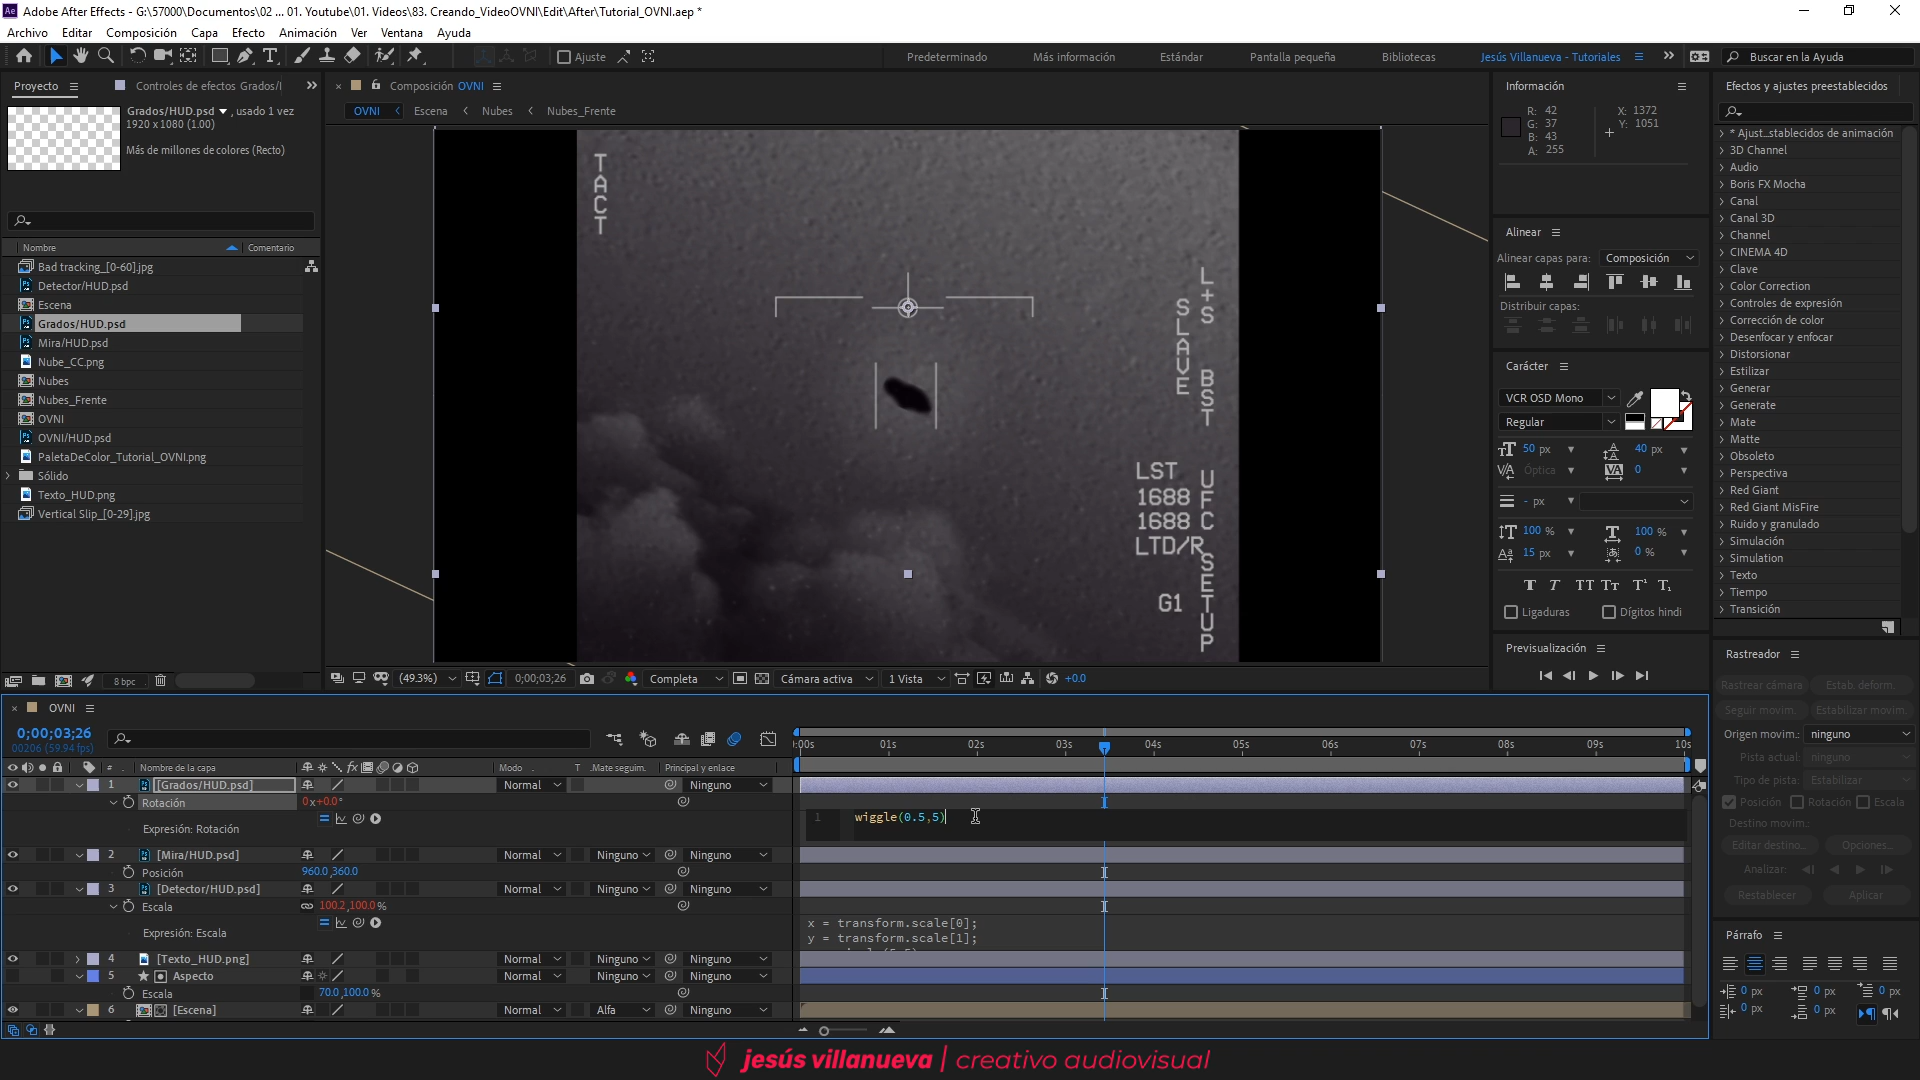 Adobe After Effects - G:\57000\Documentos\02 ... 01. Youtube\01. Videos\83. Creando_VideoOVNI\Edit\After\Tutorial_OVNI.aep *
Archivo Editar Composición Capa Efecto Animación Ver Ventana Ayuda
Ajuste
Predeterminado Más información Estándar Pantalla pequeña Bibliotecas Jesús Villanueva - Tutoriales
Buscar en la Ayuda
Proyecto
Controles de efectos Grados/
Grados/HUD.psd ▼, usado 1 vez
1920 x 1080 (1.00)
Más de millones de colores (Recto)
Nombre Comentario
Bad tracking_[0-60].jpg
Detector/HUD.psd
Escena
Grados/HUD.psd
Mira/HUD.psd
Nube_CC.png
Nubes
Nubes_Frente
OVNI
OVNI/HUD.psd
PaletaDeColor_Tutorial_OVNI.png
Sólido
Texto_HUD.png
Vertical Slip_[0-29].jpg
8 bpc
Composición OVNI
OVNI Escena Nubes Nubes_Frente
TACT
L+S BST UFC SETUP
SLAVE
LST
1688
1688
LTD/R
G1
(49.3%) 0;00;03;26 Completa Cámara activa 1 Vista +0.0
Información
R: 42
G: 37
B: 43
A: 255
X: 1372
Y: 1051
Alinear
Alinear capas para: Composición
Distribuir capas:
Carácter
VCR OSD Mono
Regular
50 px 40 px
Óptica 0
- px
100 % 100 %
15 px 0 %
T T TT Tт T¹ T₁
Ligaduras Dígitos hindi
Previsualización
Efectos y ajustes preestablecidos
* Ajust...stablecidos de animación
3D Channel
Audio
Boris FX Mocha
Canal
Canal 3D
Channel
CINEMA 4D
Clave
Color Correction
Controles de expresión
Corrección de color
Desenfocar y enfocar
Distorsionar
Estilizar
Generar
Generate
Mate
Matte
Obsoleto
Perspectiva
Red Giant
Red Giant MisFire
Ruido y granulado
Simulación
Simulation
Texto
Tiempo
Transición
Rastreador
Rastrear cámara Estab. deform.
Seguir movim. Estabilizar movim.
Origen movim.: ninguno
Pista actual: ninguno
Tipo de pista: Estabilizar
Posición Rotación Escala
Destino movim.:
Editar destino... Opciones...
Analizar:
Restablecer Aplicar
Párrafo
0 px 0 px 0 px
0 px 0 px
OVNI
0;00;03;26
00206 (59.94 fps)
# Nombre de la capa Modo T .Mate seguim. Principal y enlace
:00s 01s 02s 03s 04s 05s 06s 07s 08s 09s 10s
1 [Grados/HUD.psd] Normal Ninguno
Rotación 0x+0.0°
Expresión: Rotación
1 wiggle(0.5,5)
2 [Mira/HUD.psd] Normal Ninguno Ninguno
Posición 960.0,360.0
3 [Detector/HUD.psd] Normal Ninguno Ninguno
Escala 100.2,100.0%
Expresión: Escala
x = transform.scale[0];
y = transform.scale[1];
4 [Texto_HUD.png] Normal Ninguno Ninguno
5 Aspecto Normal Ninguno Ninguno
Escala 70.0,100.0%
6 [Escena] Normal Alfa Ninguno
jesús villanueva | creativo audiovisual